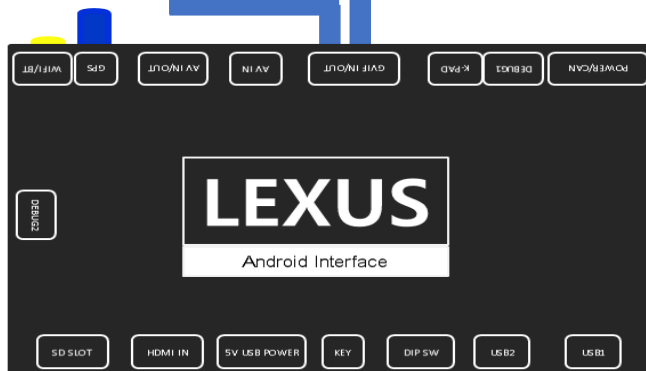 WIFI/BT
GPS
AV IN/OUT
AV IN
GVIF IN/OUT
K-PAD
DEBUG1
POWER/CAN
DEBUG2
LEXUS
Android Interface
SD SLOT
HDMI IN
5V USB POWER
KEY
DIP SW
USB2
USB1